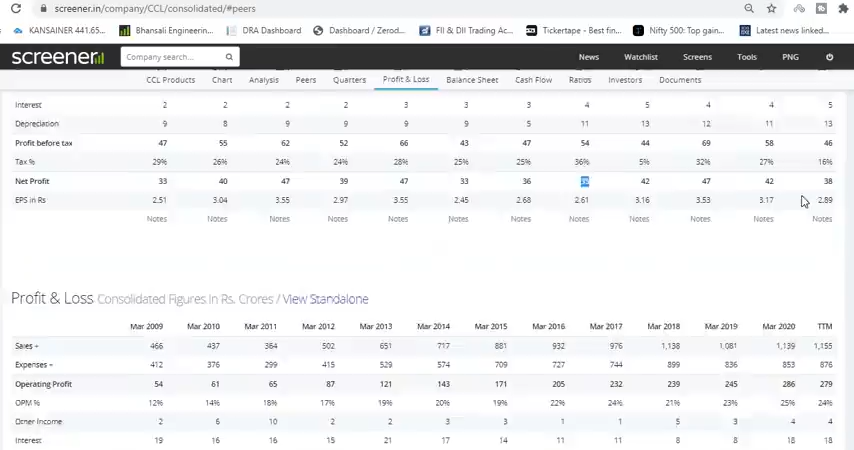 screener.in/company/CCL/consolidated/#peers
KANSAINER 441.65... Bhansali Engineering... DRA Dashboard Dashboard / Zerod... FII & DII Trading Ac... Tickertape - Best fin... Nifty 500: Top gain... Latest news linked...
screener Company search... News Watchlist Screens Tools PNG
CCL Products Chart Analysis Peers Quarters Profit & Loss Balance Sheet Cash Flow Ratios Investors Documents
Interest 2 2 2 2 3 3 3 4 5 4 4 5
Depreciation 9 8 9 9 9 9 5 11 13 12 11 13
Profit before tax 47 55 62 52 66 43 47 54 44 69 58 46
Tax % 29% 26% 24% 24% 28% 25% 25% 36% 5% 32% 27% 16%
Net Profit 33 40 47 39 47 33 36 35 42 47 42 38
EPS in Rs 2.51 3.04 3.55 2.97 3.55 2.45 2.68 2.61 3.16 3.53 3.17 2.89
Notes Notes Notes Notes Notes Notes Notes Notes Notes Notes Notes Notes
Profit & Loss Consolidated Figures in Rs. Crores / View Standalone
Mar 2009 Mar 2010 Mar 2011 Mar 2012 Mar 2013 Mar 2014 Mar 2015 Mar 2016 Mar 2017 Mar 2018 Mar 2019 Mar 2020 TTM
Sales + 466 437 364 502 651 717 881 932 976 1,138 1,081 1,139 1,155
Expenses + 412 376 299 415 529 574 709 727 744 899 836 853 876
Operating Profit 54 61 65 87 121 143 171 205 232 239 245 286 279
OPM % 12% 14% 18% 17% 19% 20% 19% 22% 24% 21% 23% 25% 24%
Other Income 2 6 10 2 2 3 3 1 1 5 3 4 4
Interest 19 16 16 15 21 17 14 11 11 8 8 18 18